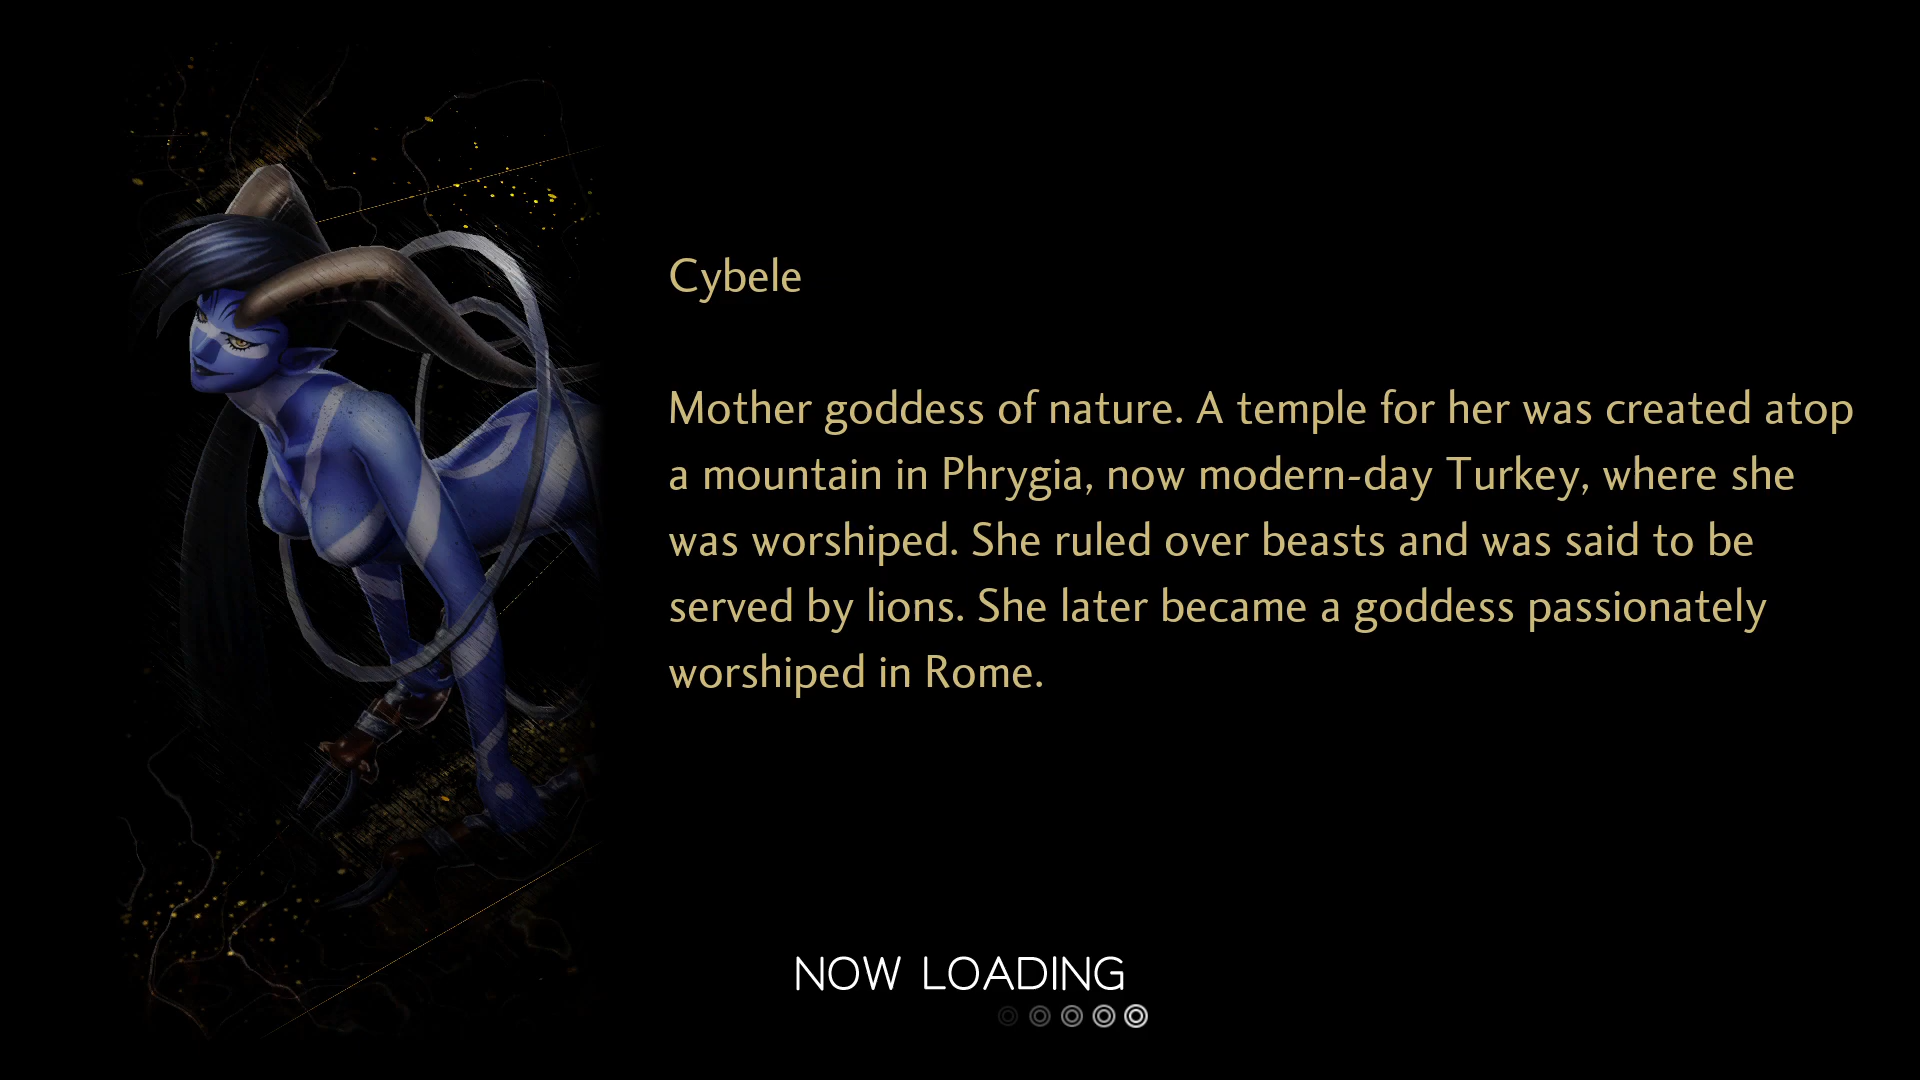 Cybele
Mother goddess of nature. A temple for her was created atop
a mountain in Phrygia, now modern-day Turkey, where she
was worshiped. She ruled over beasts and was said to be
served by lions. She later became a goddess passionately
worshiped in Rome.
NOW LOADING